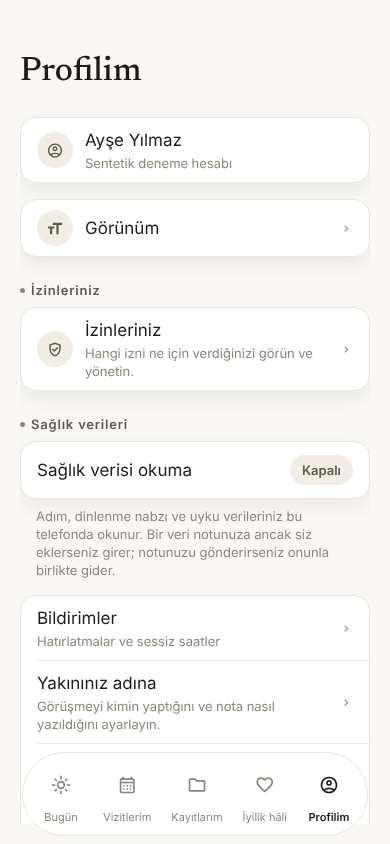 Profilim
Ayşe Yılmaz
Sentetik deneme hesabı
Görünüm
İzinleriniz
İzinleriniz
Hangi izni ne için verdiğinizi görün ve
yönetin.
Sağlık verileri
Sağlık verisi okuma
Kapalı
Adım, dinlenme nabzı ve uyku verileriniz bu
telefonda okunur. Bir veri notunuza ancak siz
eklerseniz girer; notunuzu gönderirseniz onunla
birlikte gider.
Bildirimler
Hatırlatmalar ve sessiz saatler
Yakınınız adına
Görüşmeyi kimin yaptığını ve nota nasıl
yazıldığını ayarlayın.
Bugün
Vizitlerim
Kayıtlarım
İyilik hâli
Profilim